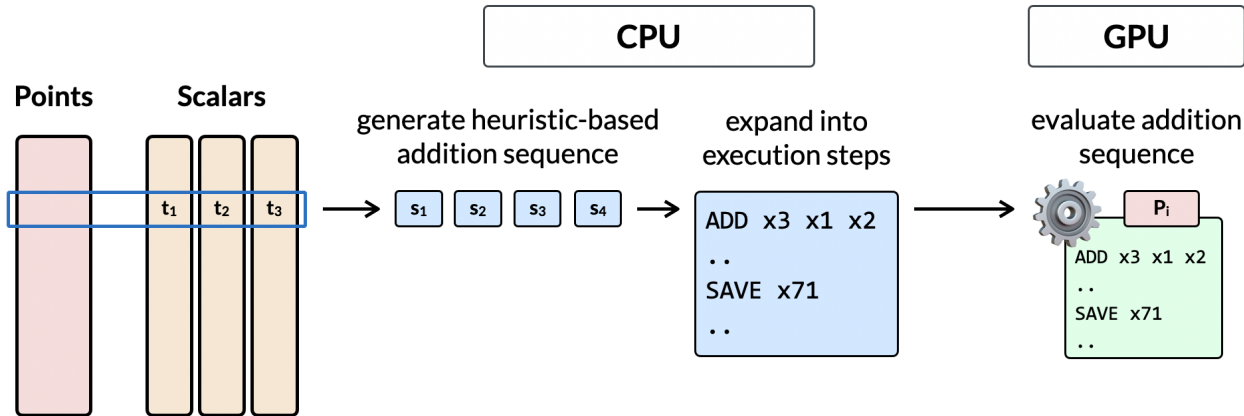 CPU
GPU
Points
Scalars
generate heuristic-based
addition sequence
expand into
execution steps
evaluate addition
sequence
t₁ t₂ t₃
s₁ s₂ s₃ s₄
ADD x3 x1 x2
..
SAVE x71
..
Pᵢ
ADD x3 x1 x2
..
SAVE x71
..